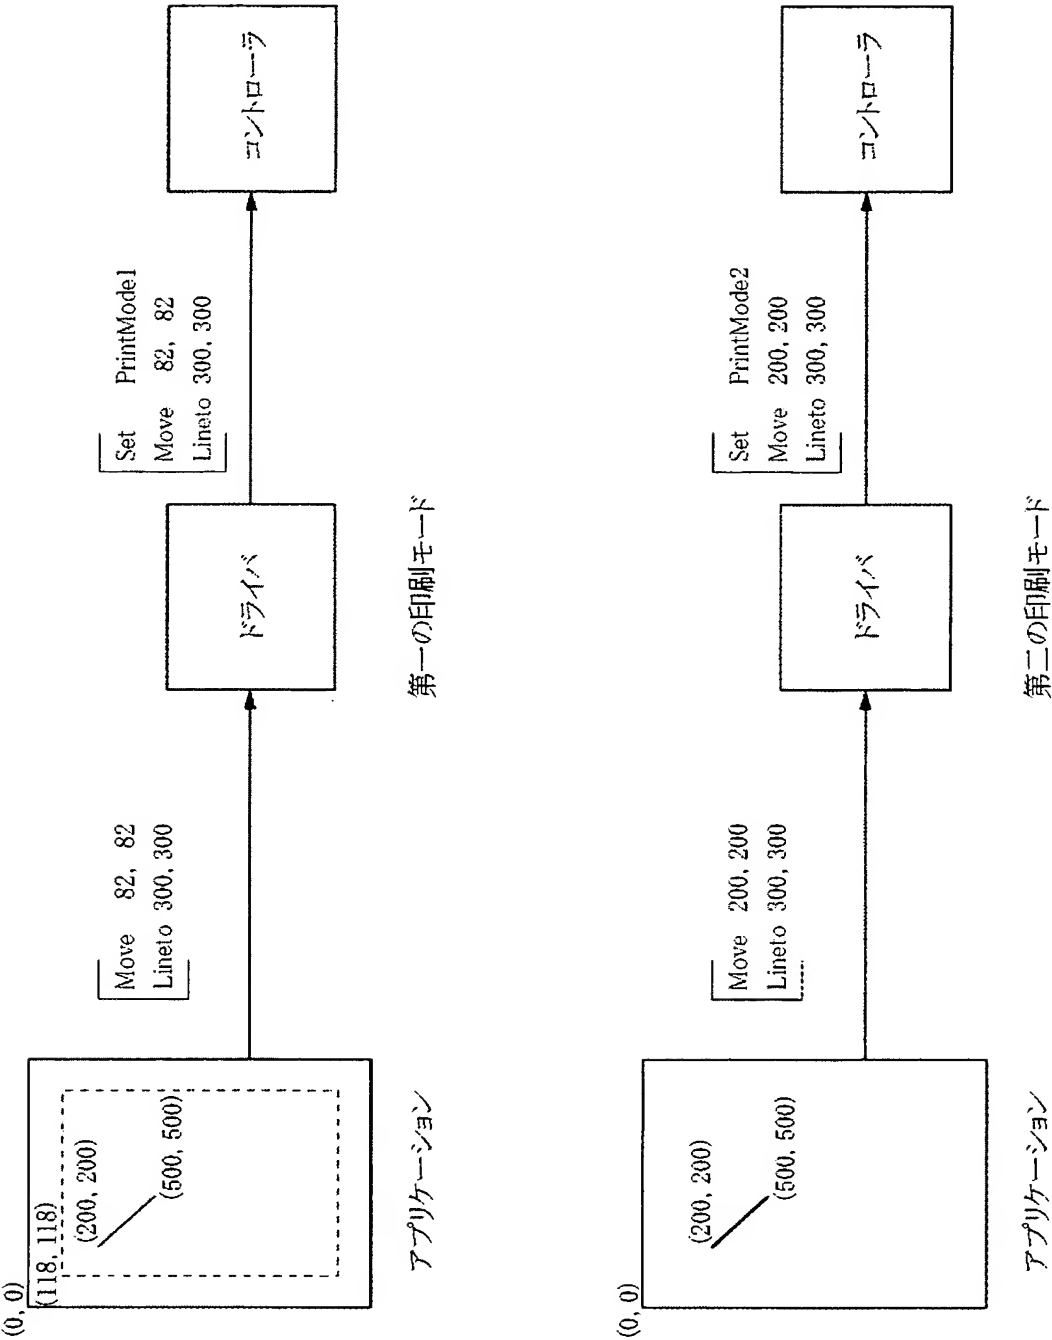 (0, 0)
(118, 118)
(200, 200)
(500, 500)
アプリケーション
Move 82, 82
Lineto 300, 300
ドライバ
第一の印刷モード
Set PrintMode1
Move 82, 82
Lineto 300, 300
コントローラ
(0, 0)
(200, 200)
(500, 500)
アプリケーション
Move 200, 200
Lineto 300, 300
ドライバ
第二の印刷モード
Set PrintMode2
Move 200, 200
Lineto 300, 300
コントローラ